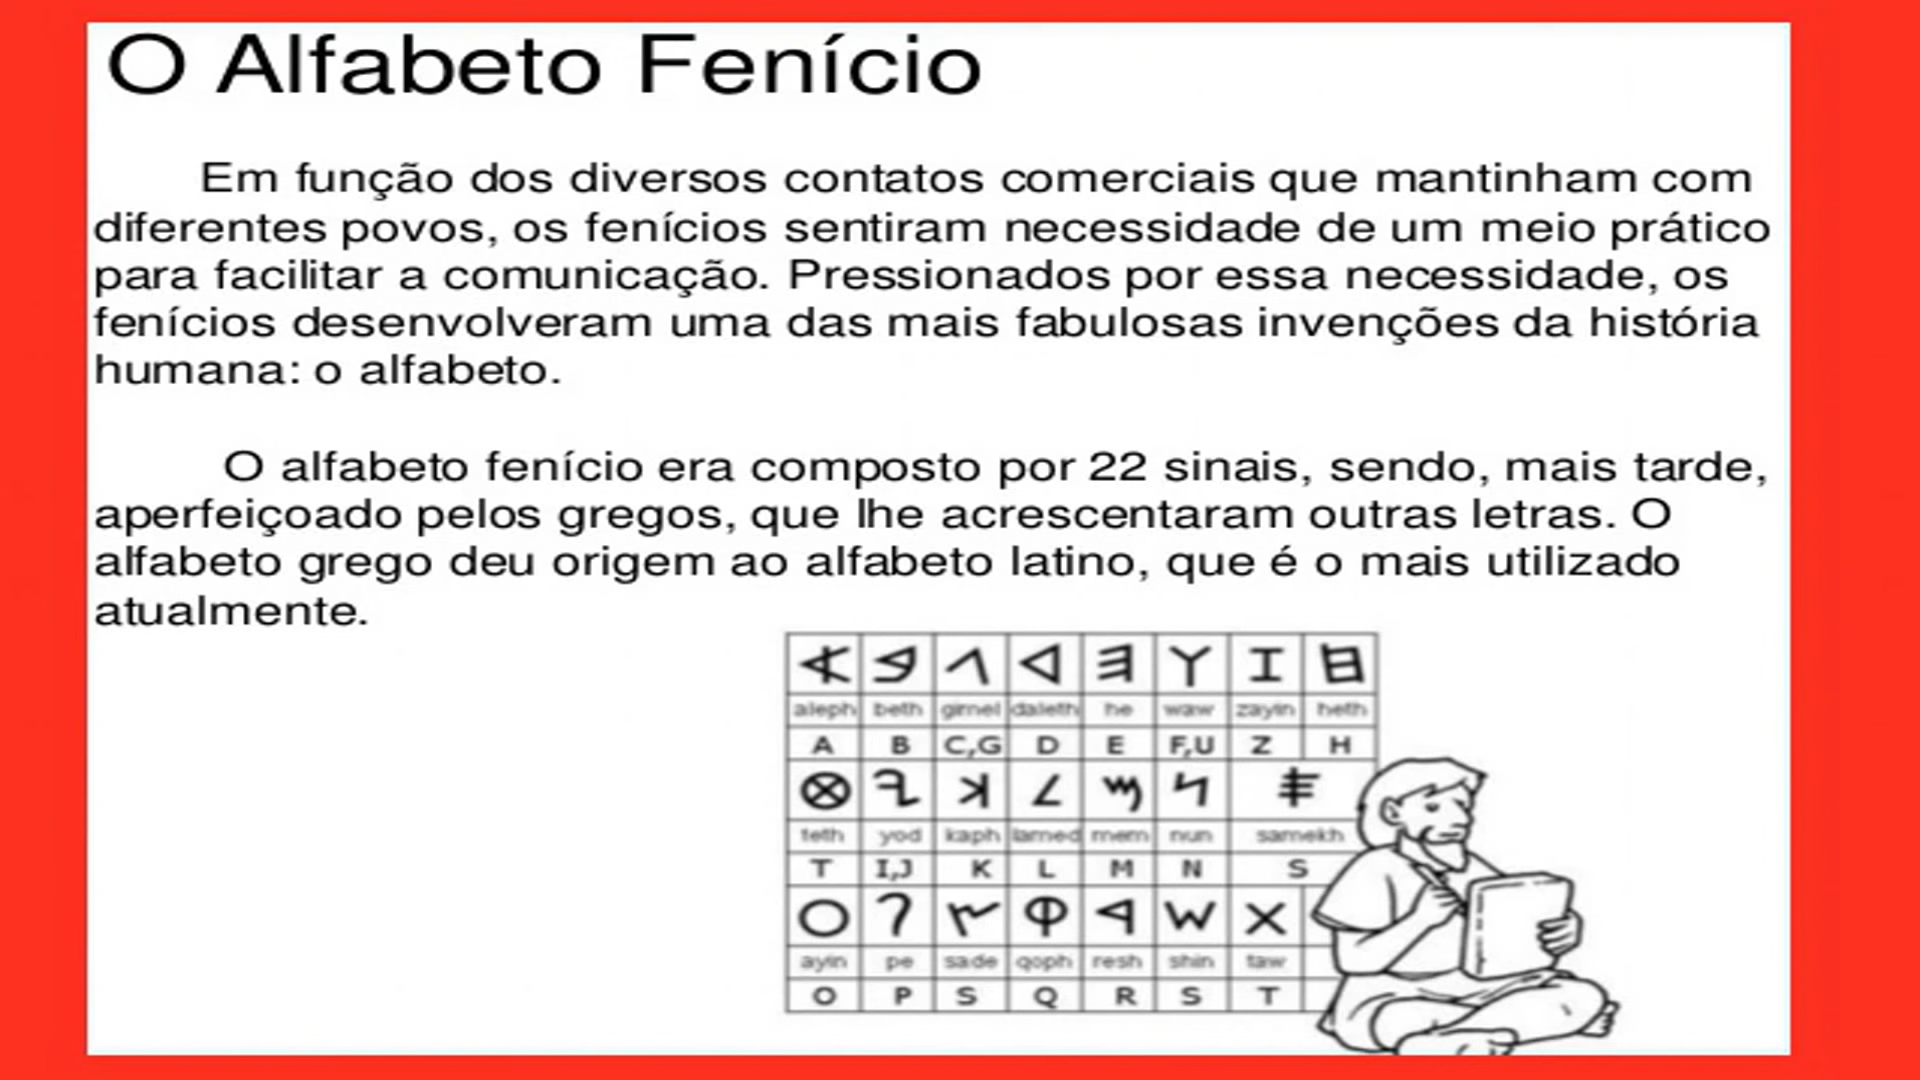 O Alfabeto Fenício
Em função dos diversos contatos comerciais que mantinham com
diferentes povos, os fenícios sentiram necessidade de um meio prático
para facilitar a comunicação. Pressionados por essa necessidade, os
fenícios desenvolveram uma das mais fabulosas invenções da história
humana: o alfabeto.
O alfabeto fenício era composto por 22 sinais, sendo, mais tarde,
aperfeiçoado pelos gregos, que lhe acrescentaram outras letras. O
alfabeto grego deu origem ao alfabeto latino, que é o mais utilizado
atualmente.
𐤀 𐤁 𐤂 𐤃 𐤄 𐤅 𐤆 𐤇
aleph beth gimel daleth he waw zayin heth
A B C,G D E F,U Z H
𐤈 𐤉 𐤊 𐤋 𐤌 𐤍 𐤎
teth yod kaph lamed mem nun samekh
T I,J K L M N S
𐤏 𐤐 𐤑 𐤒 𐤓 𐤔 𐤕
ayin pe sade qoph resh shin taw
O P S Q R S T